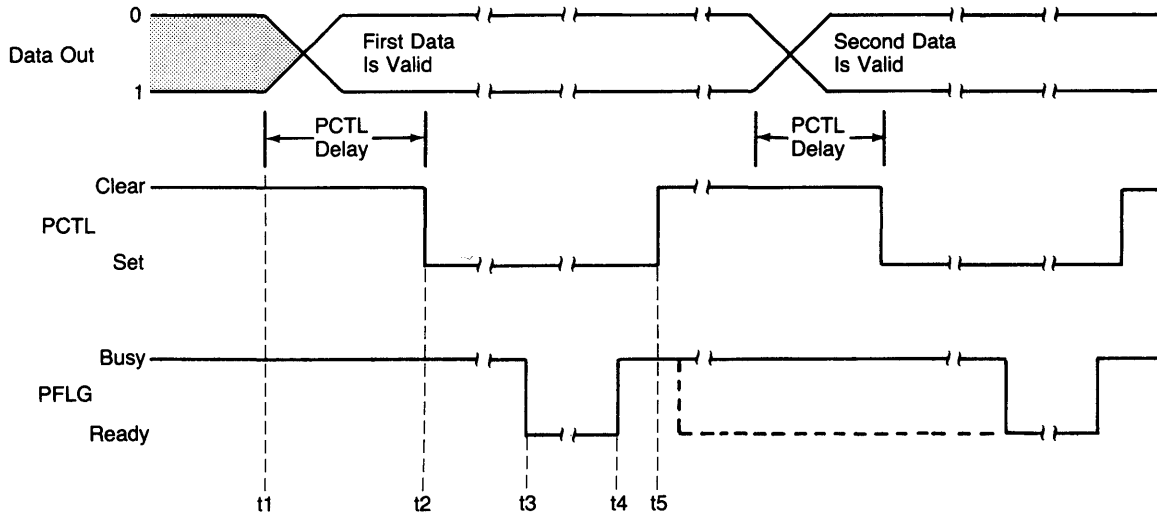 0
Data Out
First Data
Is Valid
Second Data
Is Valid
1
PCTL
Delay
PCTL
Delay
Clear
PCTL
Set
Busy
PFLG
Ready
t1
t2
t3
t4
t5